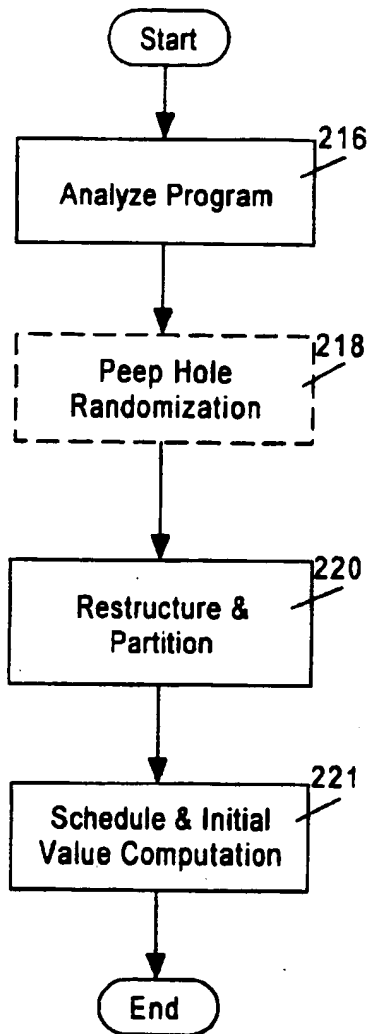 Start
216
Analyze Program
218
Peep Hole
Randomization
220
Restructure &
Partition
221
Schedule & Initial
Value Computation
End